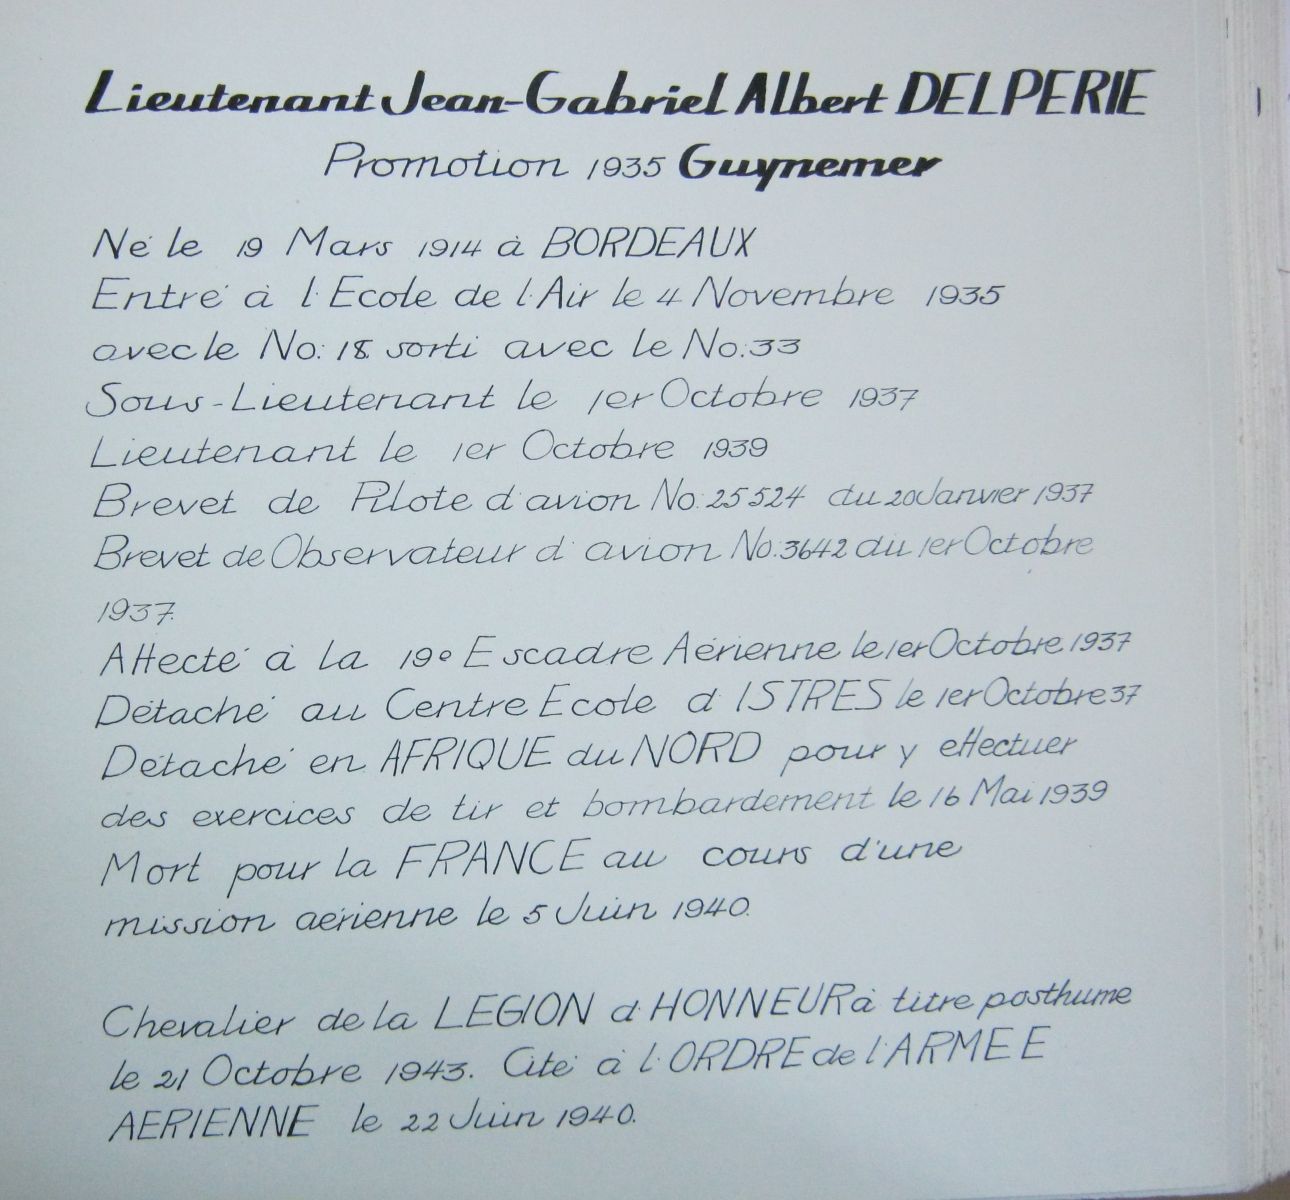 Lieutenant Jean-Gabriel Albert DELPERIE
Promotion 1935 Guynemer
Né le 19 Mars 1914 à BORDEAUX
Entré à l'Ecole de l'Air le 4 Novembre 1935
avec le No: 18 sorti avec le No: 33
Sous-Lieutenant le 1er Octobre 1937
Lieutenant le 1er Octobre 1939
Brevet de Pilote d'avion No: 25524 du 20 Janvier 1937
Brevet de Observateur d'avion No: 3642 du 1er Octobre
1937.
Affecté à la 19e Escadre Aérienne le 1er Octobre 1937
Détaché au Centre Ecole d'ISTRES le 1er Octobre 37
Détaché en AFRIQUE du NORD pour y effectuer
des exercices de tir et bombardement le 16 Mai 1939
Mort pour la FRANCE au cours d'une
mission aérienne le 5 Juin 1940.
Chevalier de la LEGION d'HONNEUR à titre posthume
le 21 Octobre 1943. Cité à l'ORDRE de l'ARMEE
AERIENNE le 22 Juin 1940.